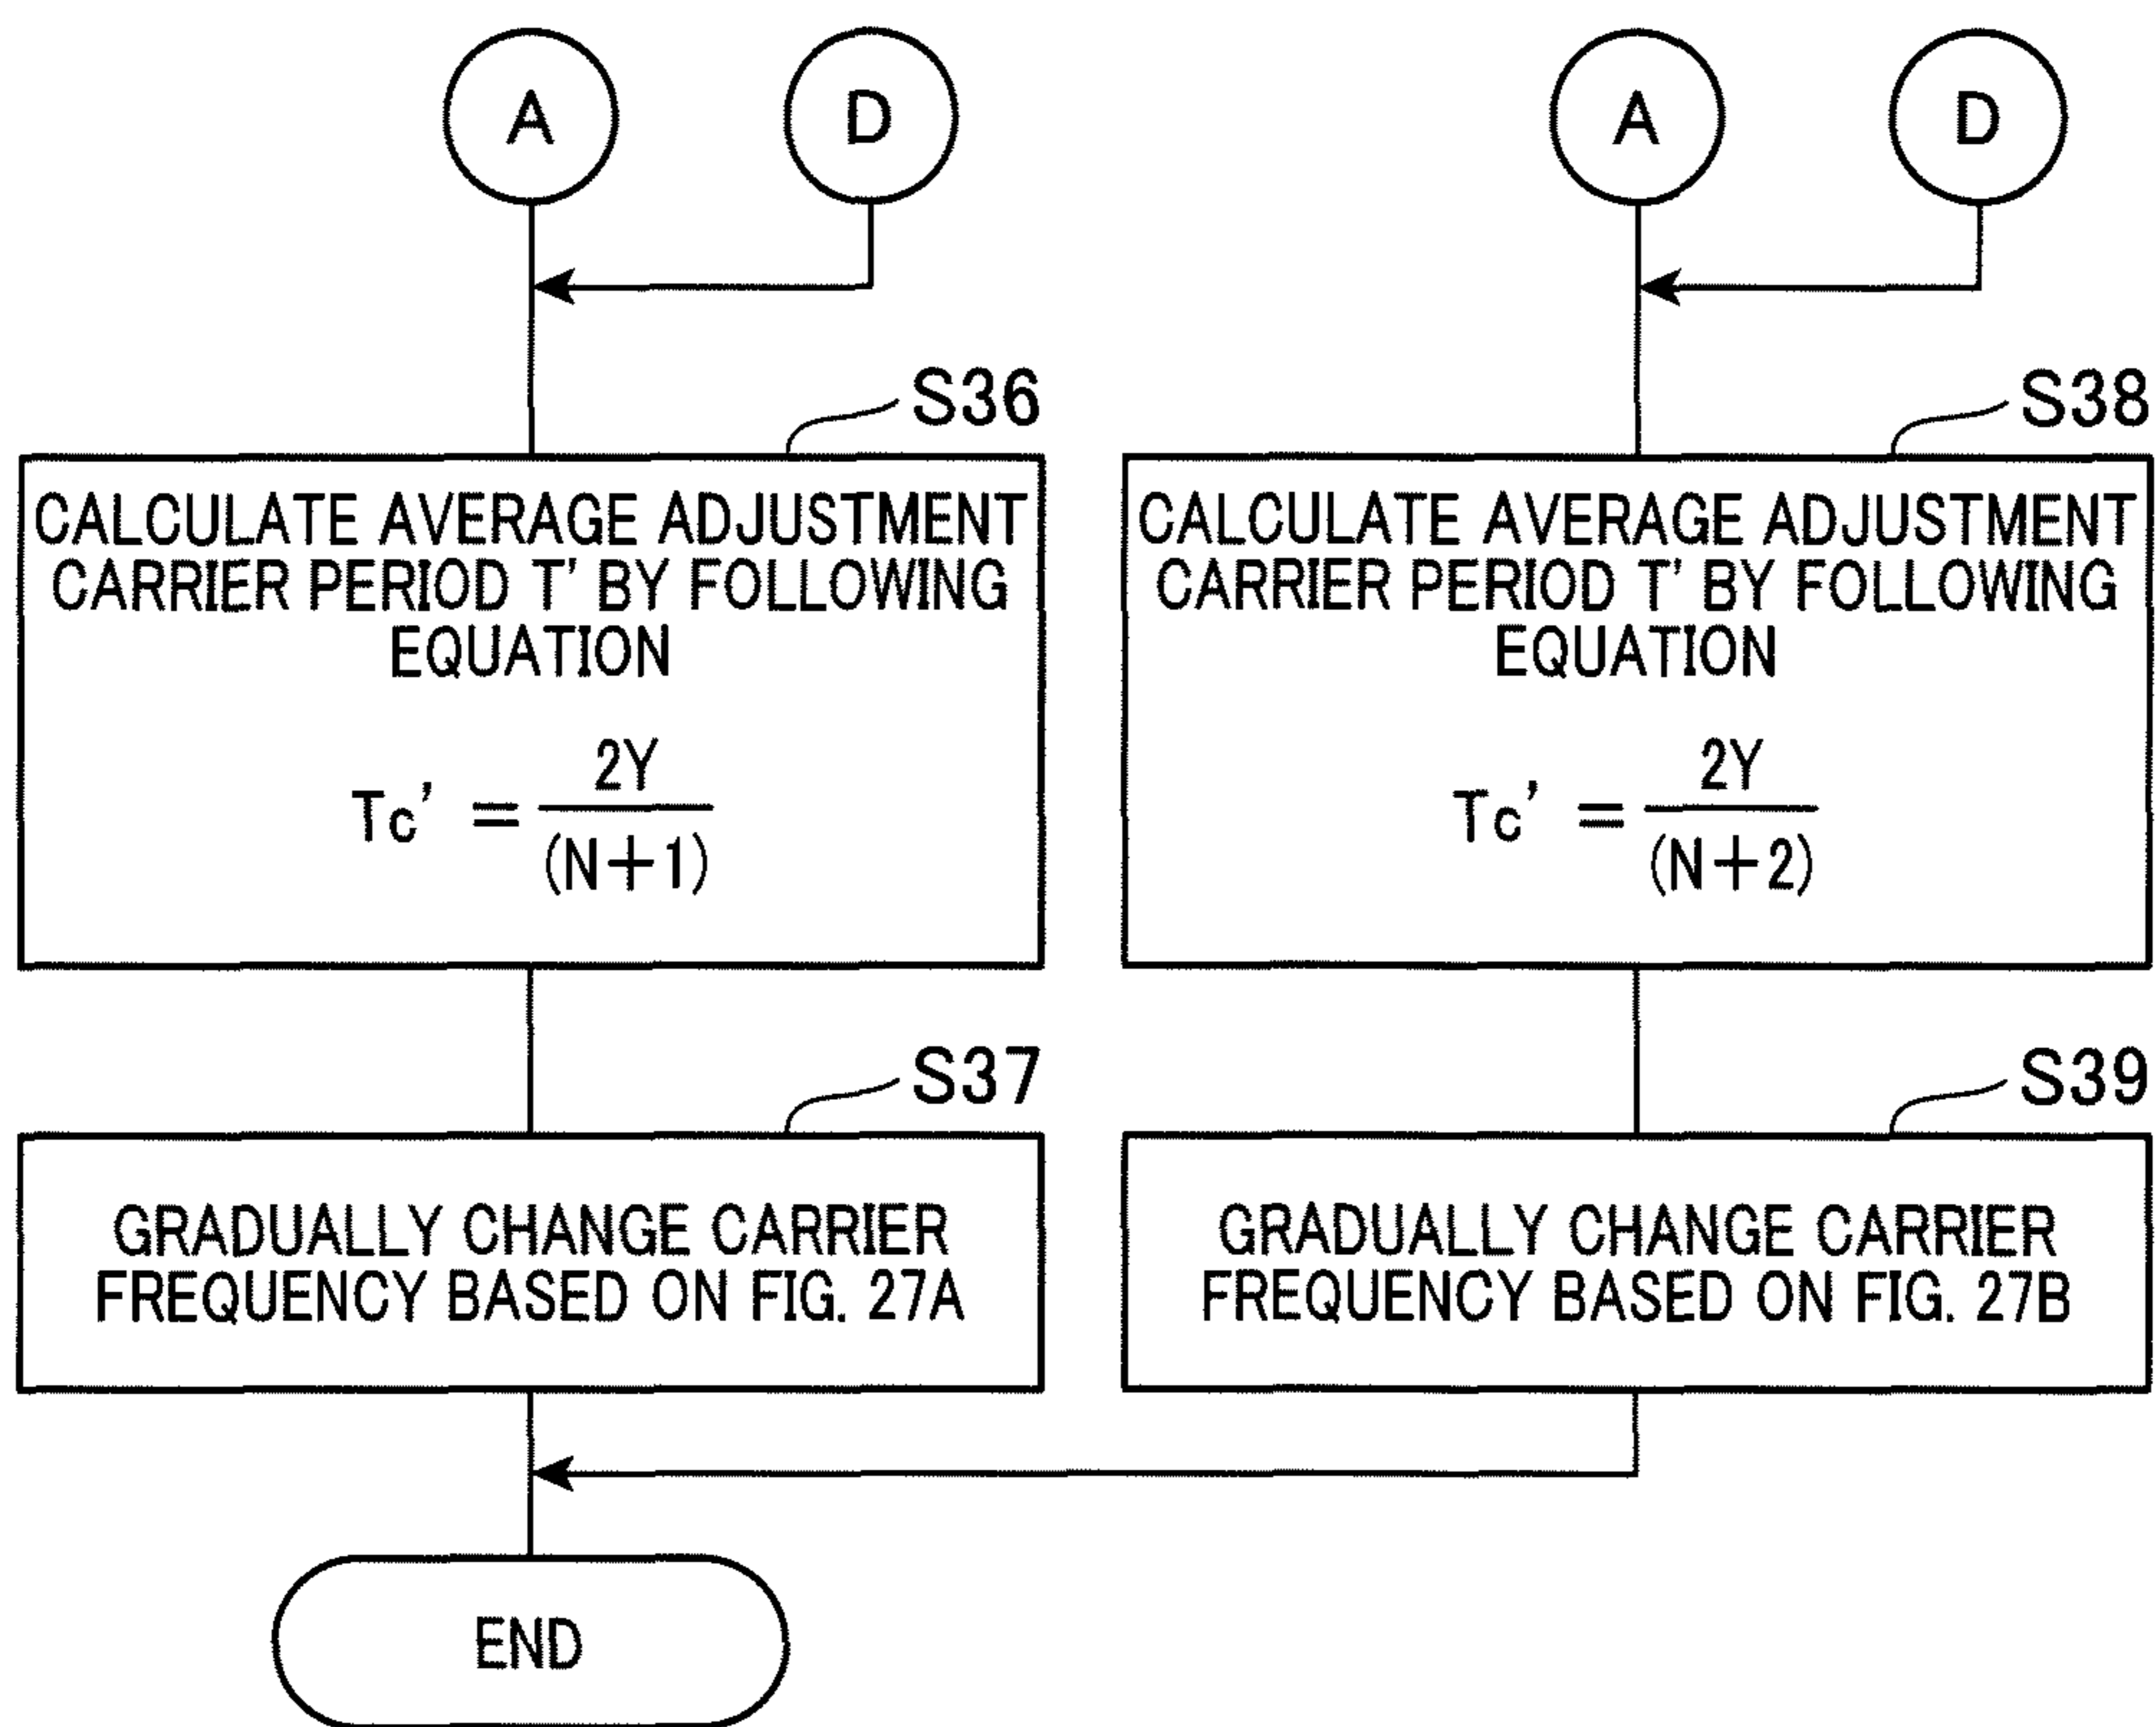 A
D
S36
CALCULATE AVERAGE ADJUSTMENT
CARRIER PERIOD T' BY FOLLOWING
EQUATION
Tc' = 2Y / (N+1)
S37
GRADUALLY CHANGE CARRIER
FREQUENCY BASED ON FIG. 27A
END
A
D
S38
CALCULATE AVERAGE ADJUSTMENT
CARRIER PERIOD T' BY FOLLOWING
EQUATION
Tc' = 2Y / (N+2)
S39
GRADUALLY CHANGE CARRIER
FREQUENCY BASED ON FIG. 27B